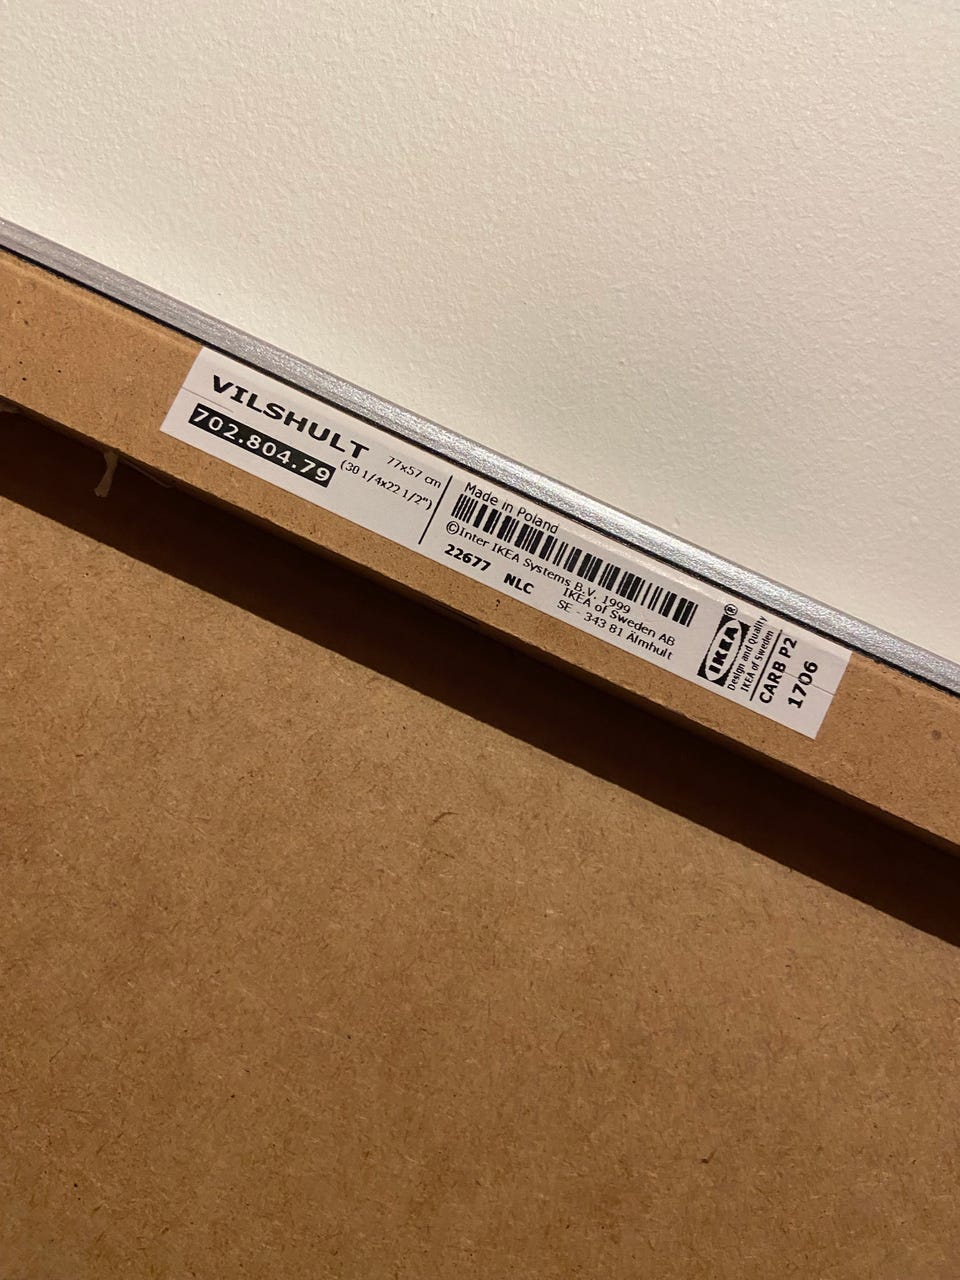 VILSHULT
702.804.79
77x57 cm
(30 1/4x22 1/2")
Made in Poland
©Inter IKEA Systems B.V. 1999
22677 NLC
IKEA of Sweden AB
SE - 343 81 Älmhult
IKEA®
Design and Quality
IKEA of Sweden
CARB P2
1706